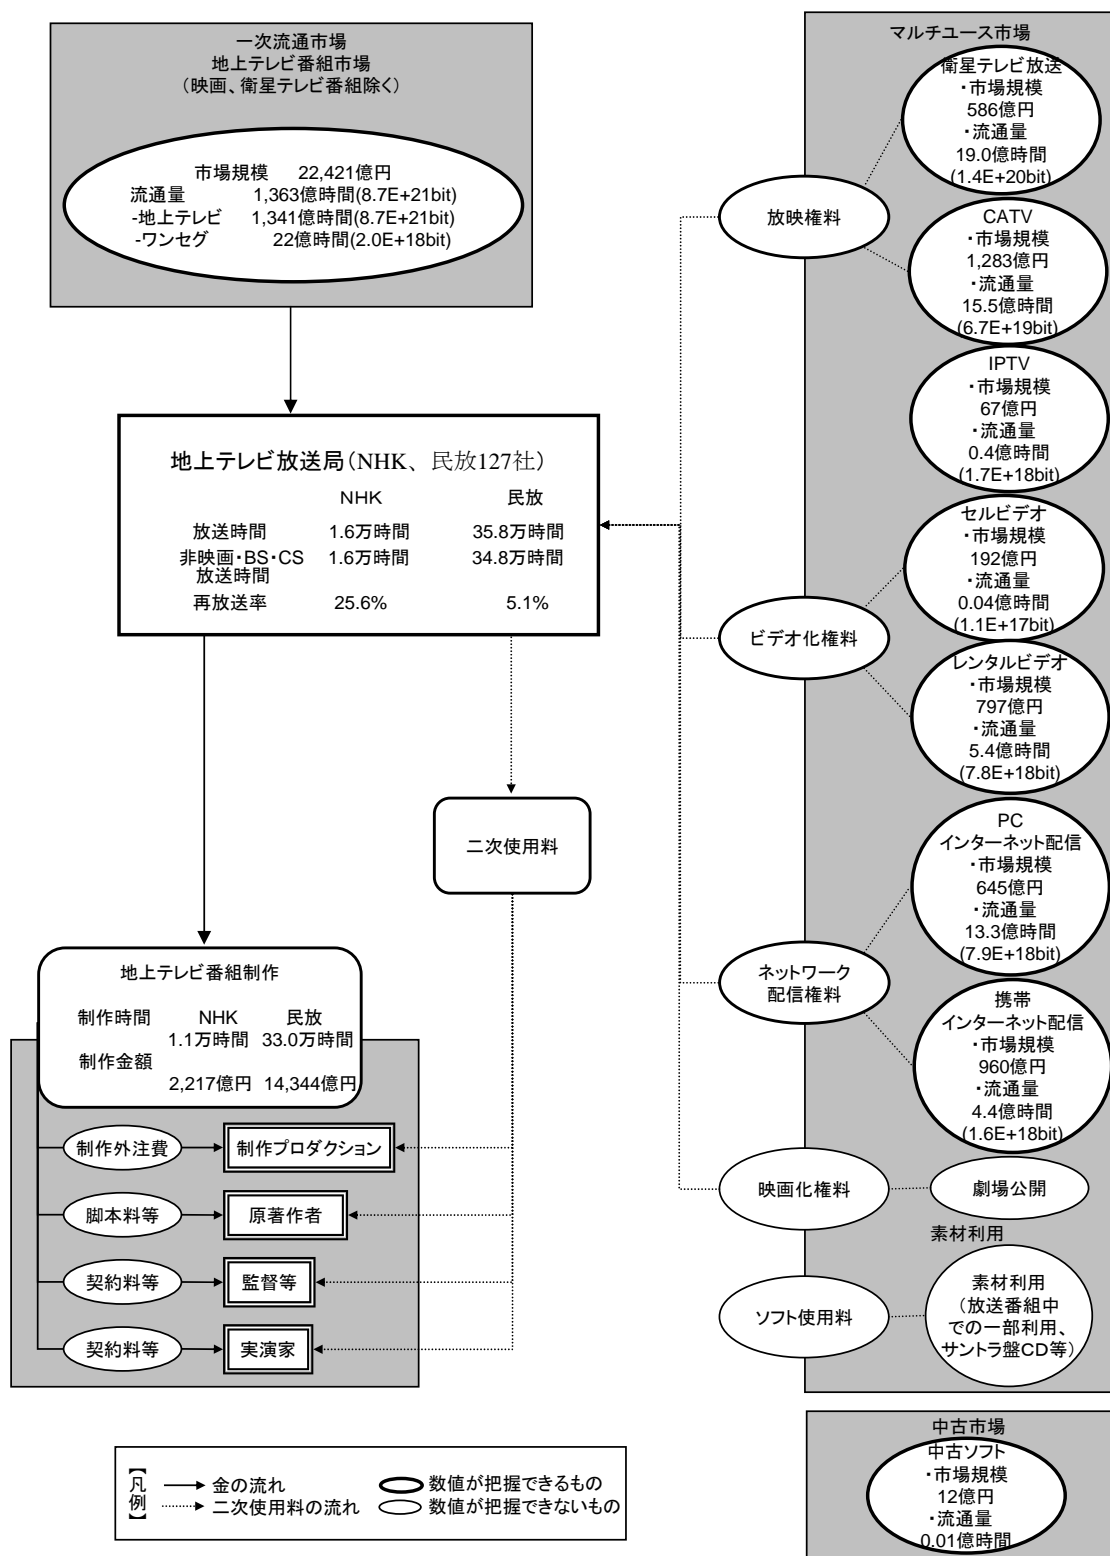 一次流通市場
地上テレビ番組市場
(映画、衛星テレビ番組除く)
市場規模 22,421億円
流通量 1,363億時間(8.7E+21bit)
-地上テレビ 1,341億時間(8.7E+21bit)
-ワンセグ 22億時間(2.0E+18bit)
地上テレビ放送局(NHK、民放127社)
NHK 民放
放送時間 1.6万時間 35.8万時間
非映画・BS・CS 1.6万時間 34.8万時間
放送時間
再放送率 25.6% 5.1%
二次使用料
地上テレビ番組制作
制作時間 NHK 民放
1.1万時間 33.0万時間
制作金額
2,217億円 14,344億円
制作外注費 制作プロダクション
脚本料等 原著作者
契約料等 監督等
契約料等 実演家
マルチユース市場
放映権料
衛星テレビ放送
・市場規模
586億円
・流通量
19.0億時間
(1.4E+20bit)
CATV
・市場規模
1,283億円
・流通量
15.5億時間
(6.7E+19bit)
IPTV
・市場規模
67億円
・流通量
0.4億時間
(1.7E+18bit)
ビデオ化権料
セルビデオ
・市場規模
192億円
・流通量
0.04億時間
(1.1E+17bit)
レンタルビデオ
・市場規模
797億円
・流通量
5.4億時間
(7.8E+18bit)
ネットワーク
配信権料
PC
インターネット配信
・市場規模
645億円
・流通量
13.3億時間
(7.9E+18bit)
携帯
インターネット配信
・市場規模
960億円
・流通量
4.4億時間
(1.6E+18bit)
映画化権料 劇場公開
素材利用
ソフト使用料
素材利用
(放送番組中
での一部利用、
サントラ盤CD等)
中古市場
中古ソフト
・市場規模
12億円
・流通量
0.01億時間
【凡例】
金の流れ 数値が把握できるもの
二次使用料の流れ 数値が把握できないもの